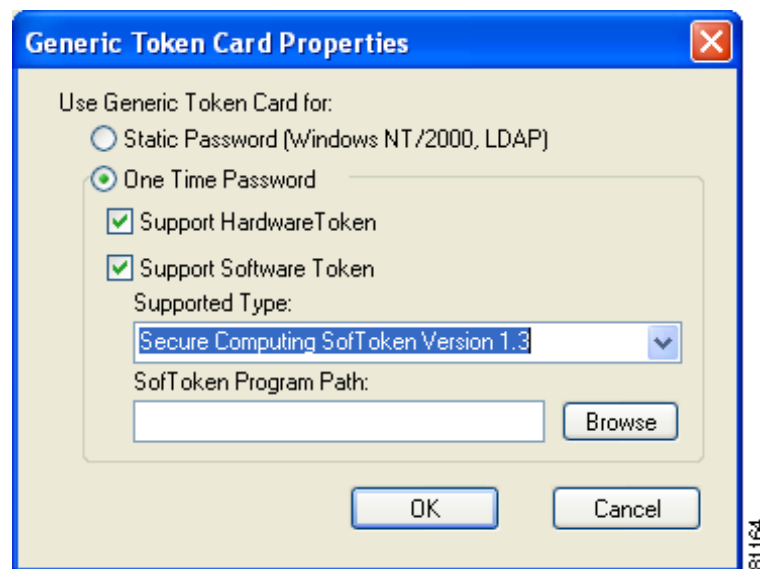 Generic Token Card Properties
Use Generic Token Card for:
Static Password (Windows NT/2000, LDAP)
One Time Password
Support HardwareToken
Support Software Token
Supported Type:
Secure Computing SofToken Version 1.3
SofToken Program Path:
Browse
OK Cancel
81164